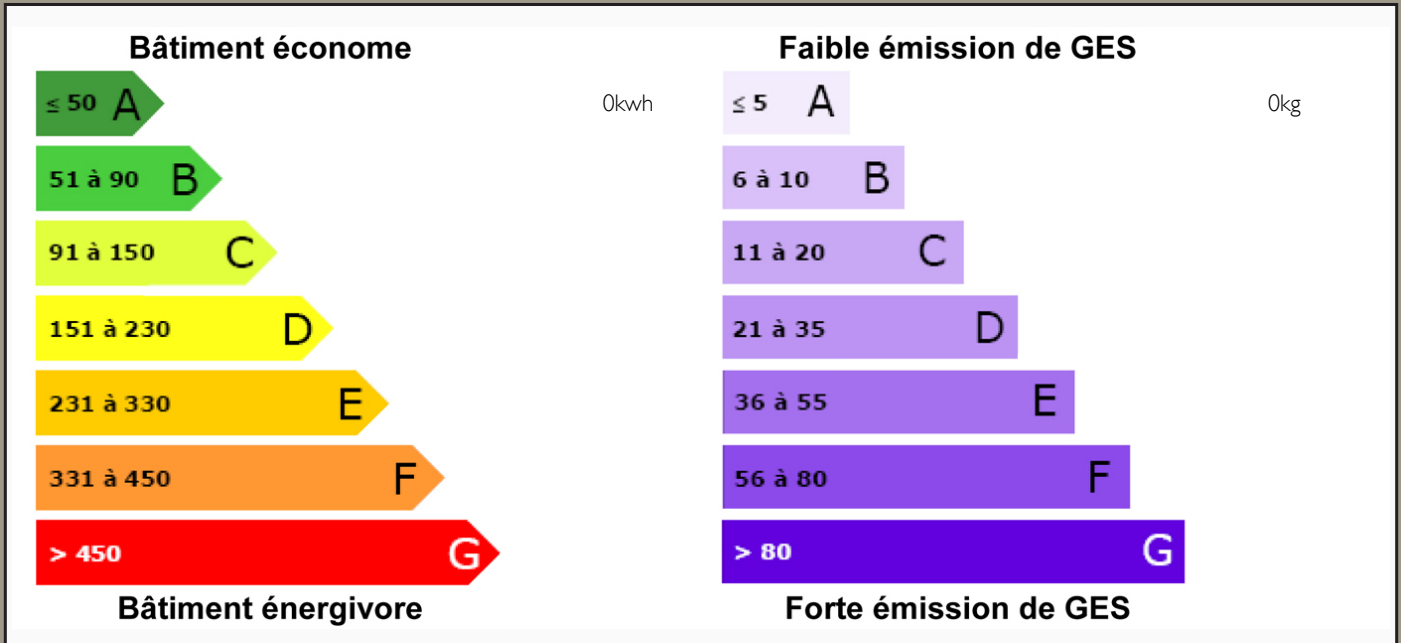 Bâtiment économe
≤ 50 A
0kwh
51 à 90 B
91 à 150 C
151 à 230 D
231 à 330 E
331 à 450 F
> 450 G
Bâtiment énergivore
Faible émission de GES
≤ 5 A
0kg
6 à 10 B
11 à 20 C
21 à 35 D
36 à 55 E
56 à 80 F
> 80 G
Forte émission de GES